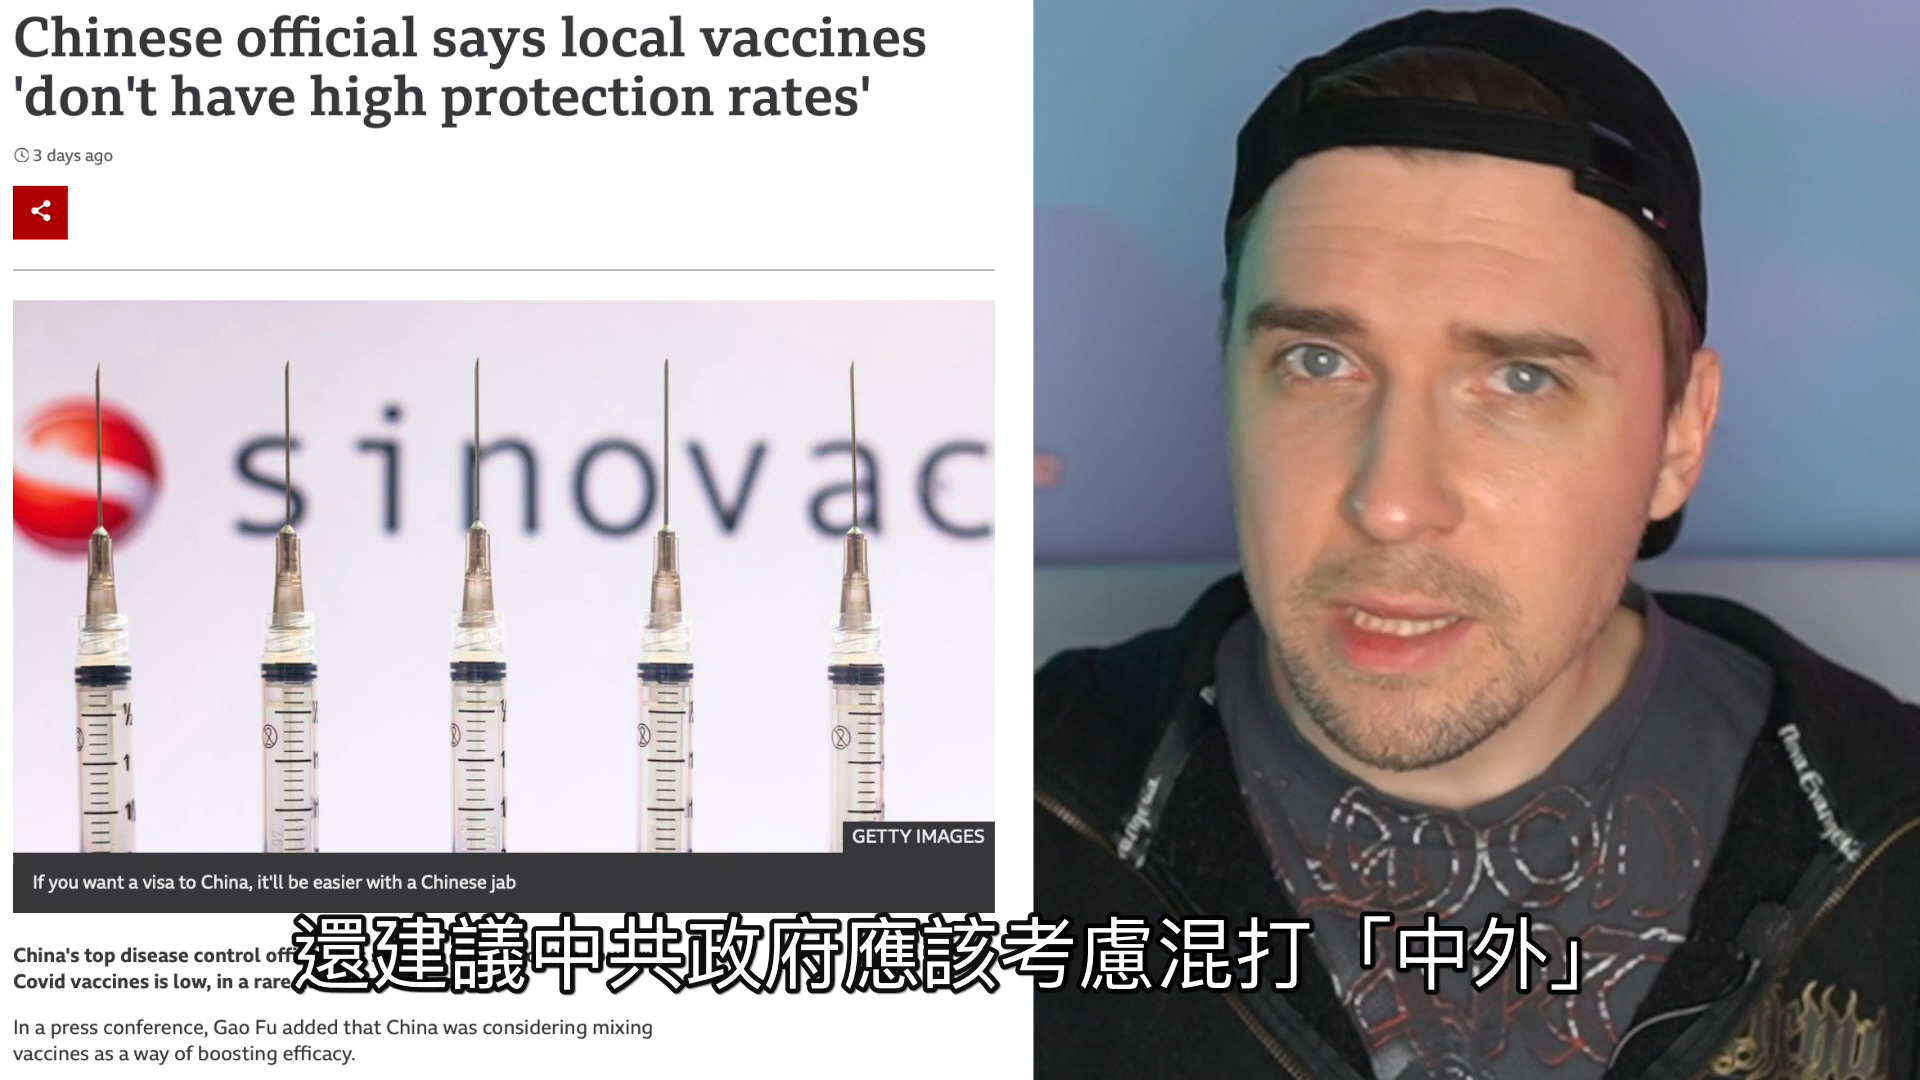 Chinese official says local vaccines
'don't have high protection rates'
3 days ago
sinovac
GETTY IMAGES
If you want a visa to China, it'll be easier with a Chinese jab
China's top disease control
Covid vaccines is low, in a rare
還建議中共政府應該考慮混打「中外」
In a press conference, Gao Fu added that China was considering mixing
vaccines as a way of boosting efficacy.